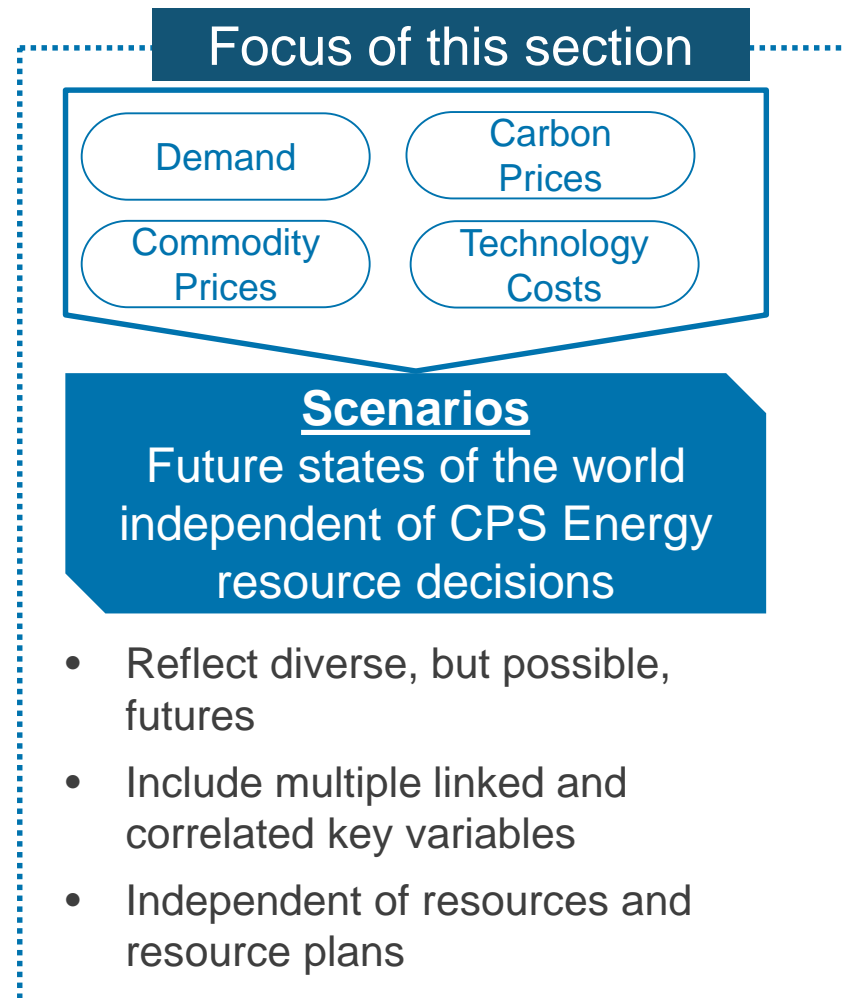 Focus of this section
Demand
Carbon
Prices
Commodity
Prices
Technology
Costs
Scenarios
Future states of the world
independent of CPS Energy
resource decisions
• Reflect diverse, but possible,
futures
• Include multiple linked and
correlated key variables
• Independent of resources and
resource plans